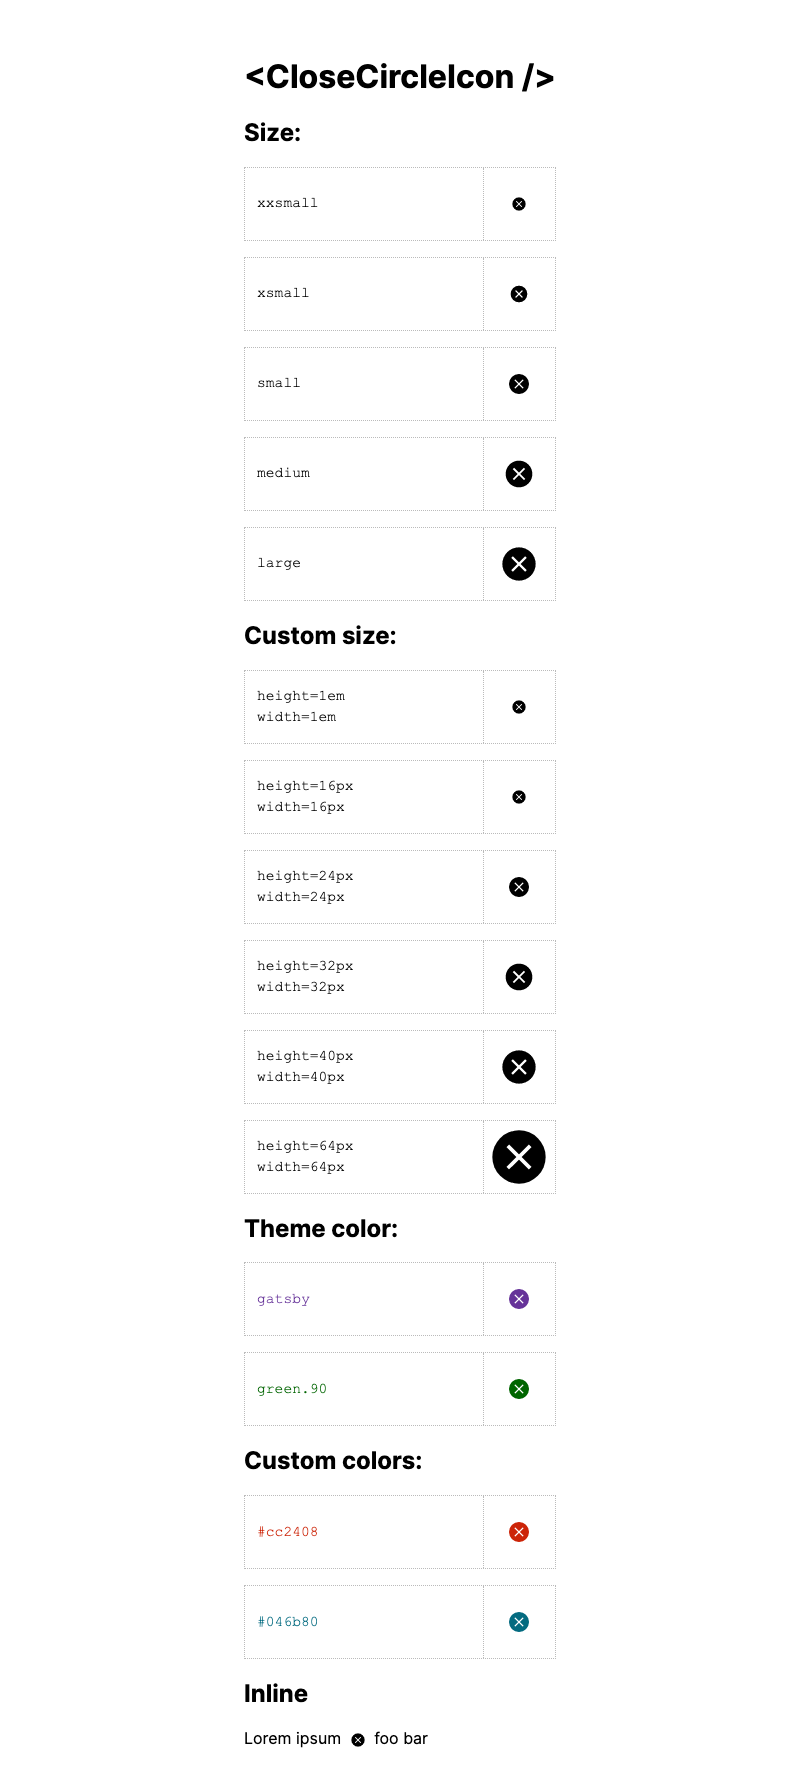 <CloseCircleIcon />
Size:
xxsmall
xsmall
small
medium
large
Custom size:
height=1em
width=1em
height=16px
width=16px
height=24px
width=24px
height=32px
width=32px
height=40px
width=40px
height=64px
width=64px
Theme color:
gatsby
green.90
Custom colors:
#cc2408
#046b80
Inline
Lorem ipsum foo bar